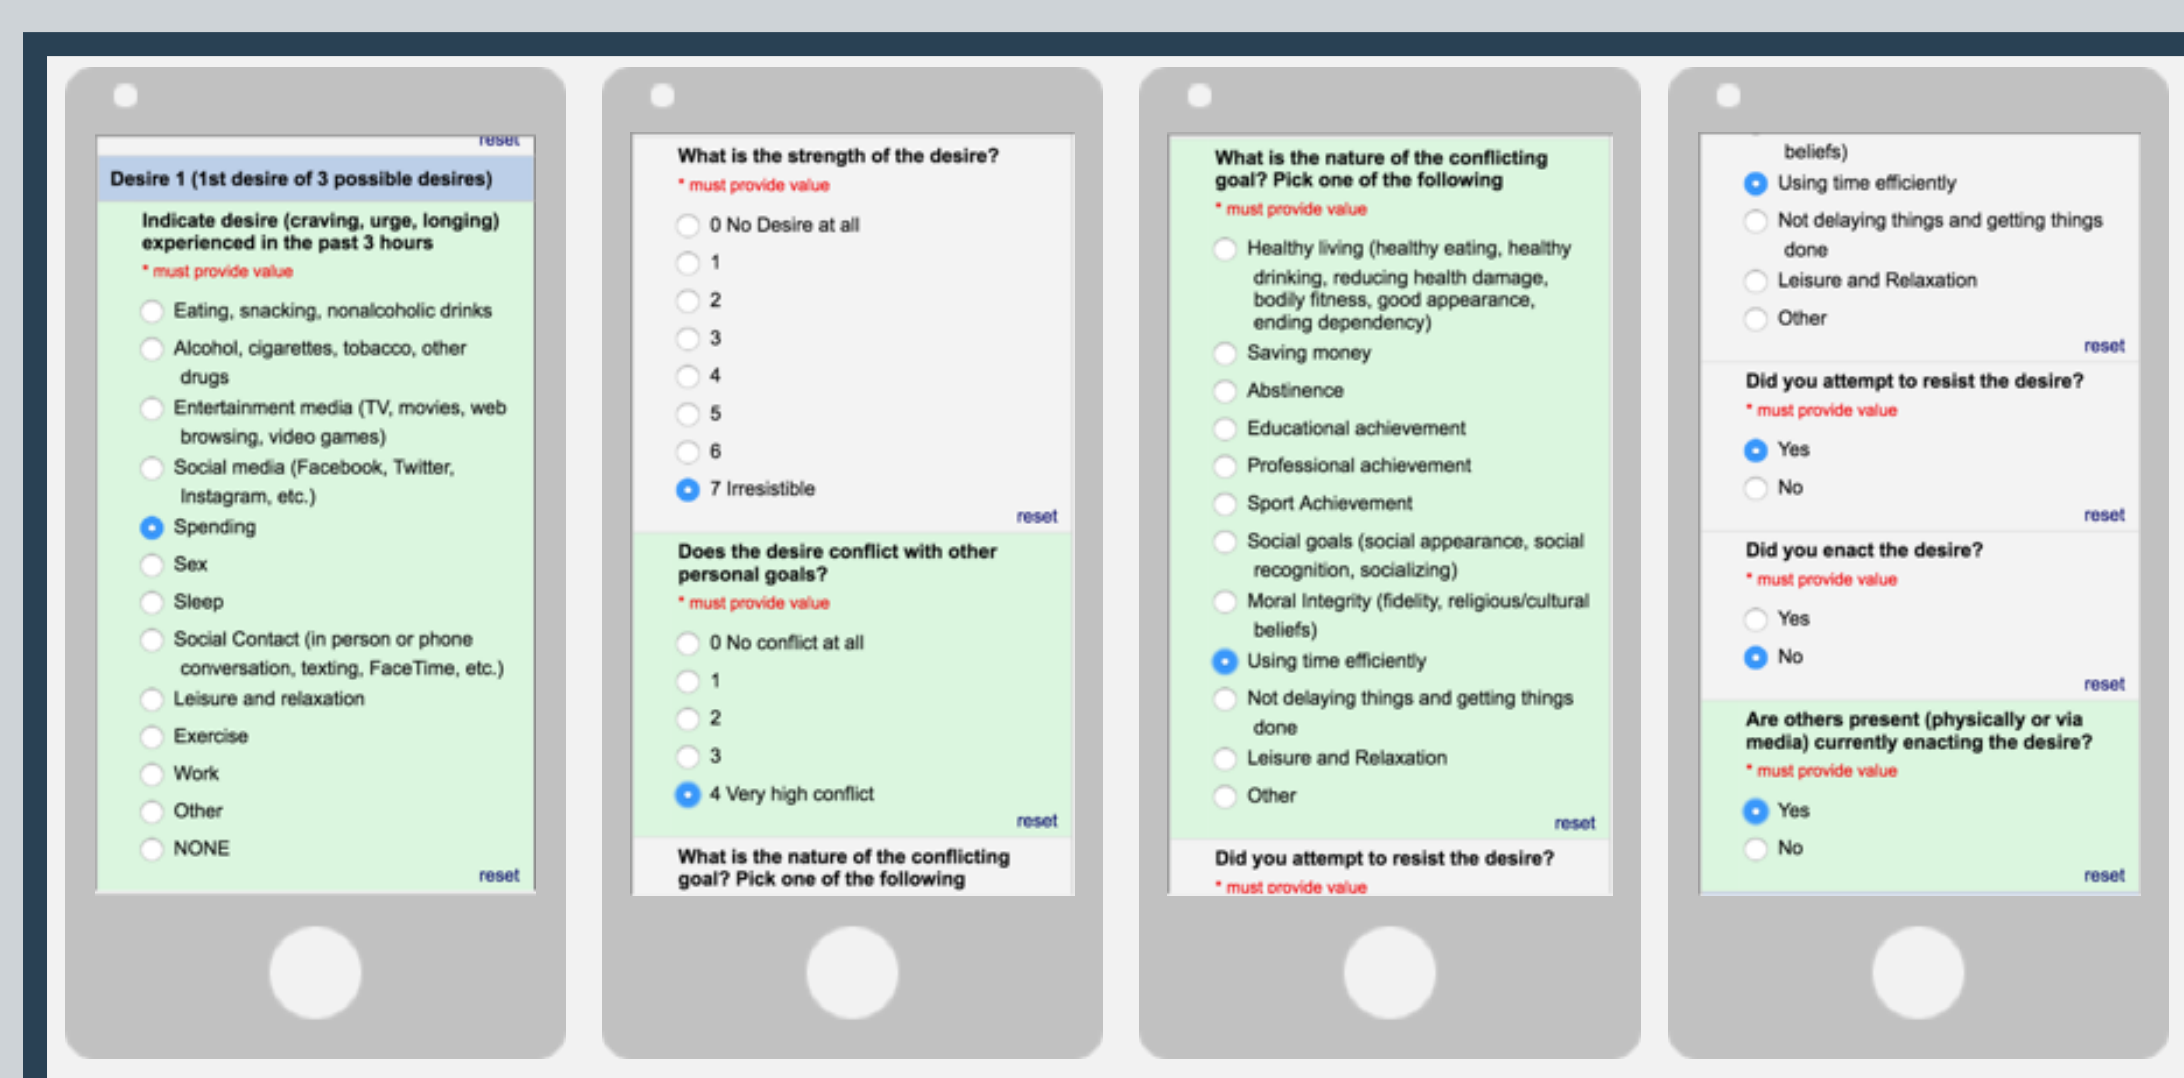 reset
Desire 1 (1st desire of 3 possible desires)
Indicate desire (craving, urge, longing)
experienced in the past 3 hours
* must provide value
Eating, snacking, nonalcoholic drinks
Alcohol, cigarettes, tobacco, other
drugs
Entertainment media (TV, movies, web
browsing, video games)
Social media (Facebook, Twitter,
Instagram, etc.)
Spending
Sex
Sleep
Social Contact (in person or phone
conversation, texting, FaceTime, etc.)
Leisure and relaxation
Exercise
Work
Other
NONE
reset
What is the strength of the desire?
* must provide value
0 No Desire at all
1
2
3
4
5
6
7 Irresistible
reset
Does the desire conflict with other
personal goals?
* must provide value
0 No conflict at all
1
2
3
4 Very high conflict
reset
What is the nature of the conflicting
goal? Pick one of the following
What is the nature of the conflicting
goal? Pick one of the following
* must provide value
Healthy living (healthy eating, healthy
drinking, reducing health damage,
bodily fitness, good appearance,
ending dependency)
Saving money
Abstinence
Educational achievement
Professional achievement
Sport Achievement
Social goals (social appearance, social
recognition, socializing)
Moral Integrity (fidelity, religious/cultural
beliefs)
Using time efficiently
Not delaying things and getting things
done
Leisure and Relaxation
Other
reset
Did you attempt to resist the desire?
* must provide value
beliefs)
Using time efficiently
Not delaying things and getting things
done
Leisure and Relaxation
Other
reset
Did you attempt to resist the desire?
* must provide value
Yes
No
reset
Did you enact the desire?
* must provide value
Yes
No
reset
Are others present (physically or via
media) currently enacting the desire?
* must provide value
Yes
No
reset